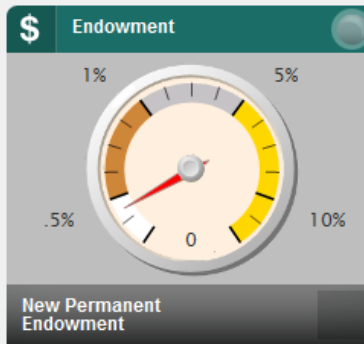 $ Endowment
1% 5%
.5% 10%
0
New Permanent
Endowment